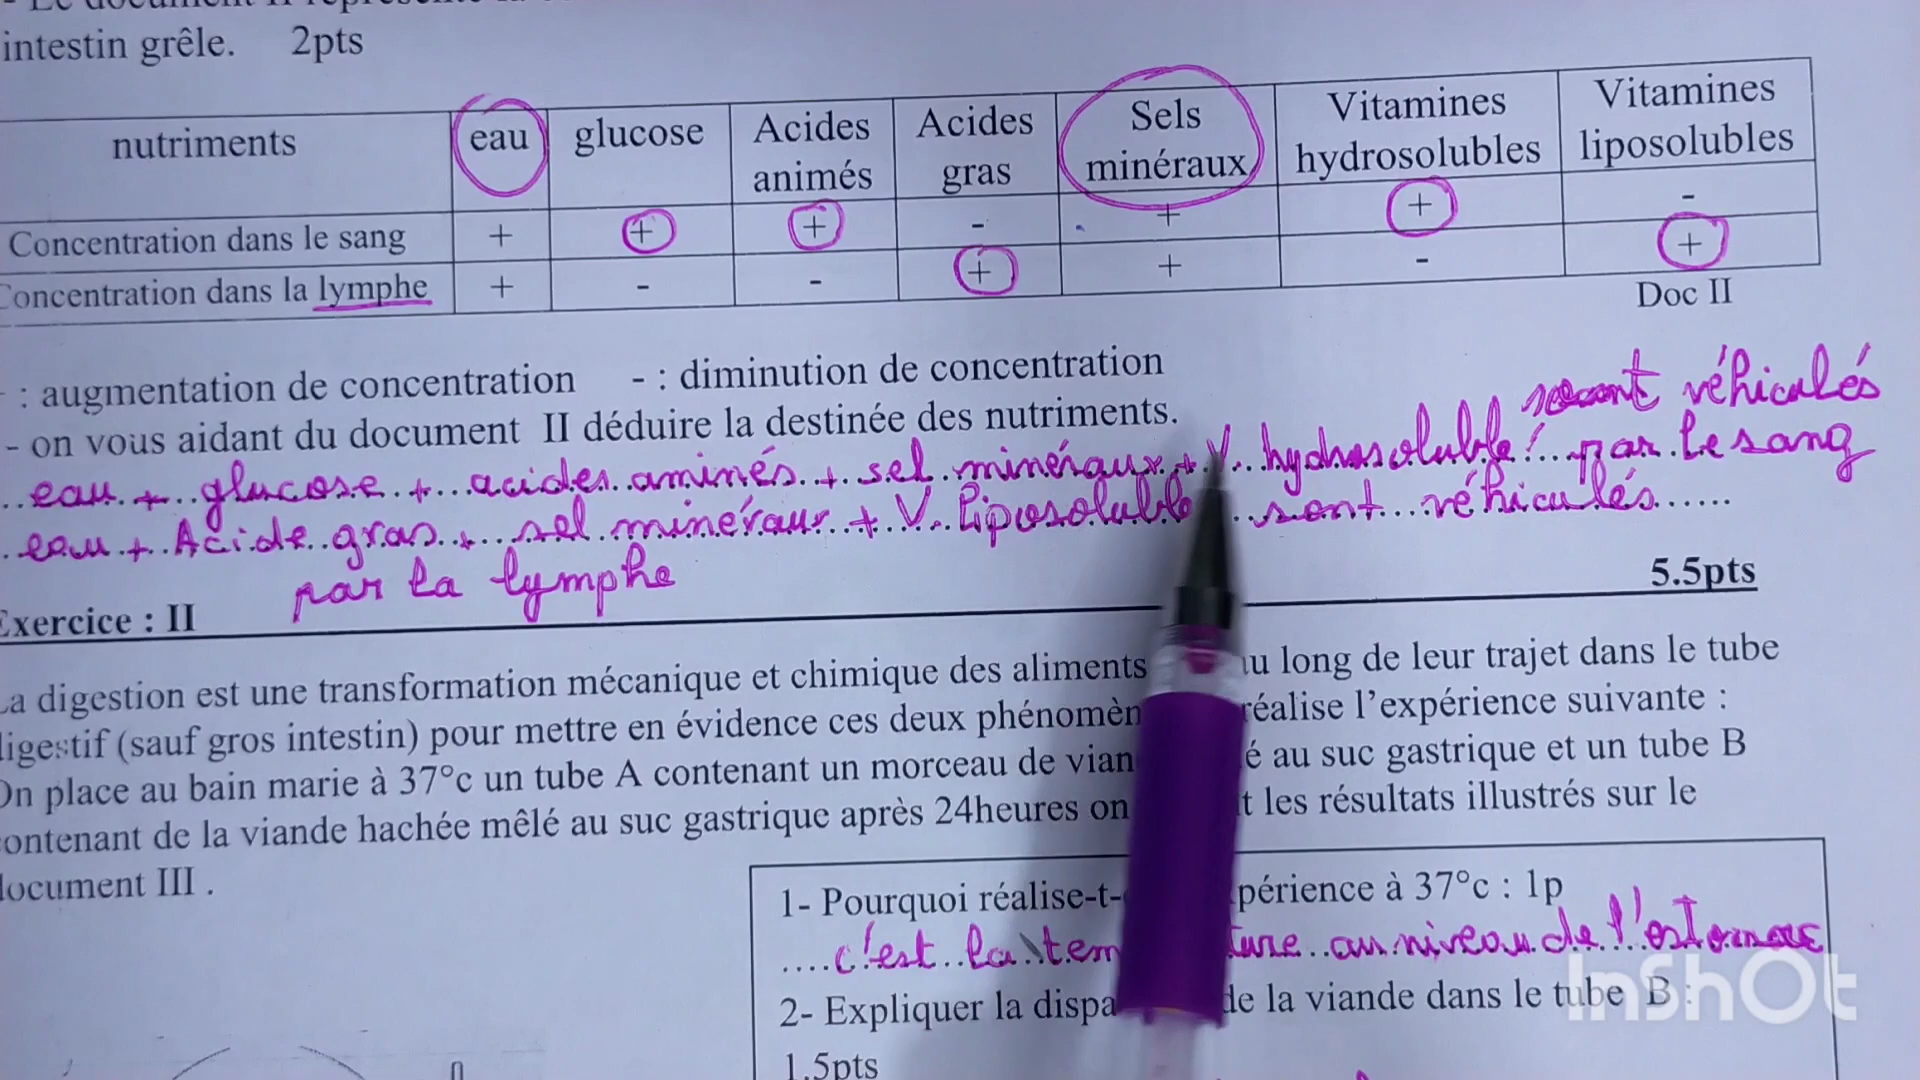 intestin grêle. 2pts
nutriments eau glucose Acides animés Acides gras Sels minéraux Vitamines hydrosolubles Vitamines liposolubles
Concentration dans le sang + + + - + + -
Concentration dans la lymphe + - - + + - +
Doc II
: augmentation de concentration - : diminution de concentration
- on vous aidant du document II déduire la destinée des nutriments.
eau + glucose + acides aminés + sel minéraux + V. hydrosoluble sont véhiculés par le sang
eau + Acide gras + sel minéraux + V. liposoluble sont véhiculés
par la lymphe
5.5pts
Exercice : II
La digestion est une transformation mécanique et chimique des aliments au long de leur trajet dans le tube
digestif (sauf gros intestin) pour mettre en évidence ces deux réalise l'expérience suivante :
On place au bain marie à 37°c un tube A contenant un morceau de au suc gastrique et un tube B
contenant de la viande hachée mêlé au suc gastrique après 24heures on les résultats illustrés sur le
document III .
1- Pourquoi réalise-t- à 37°c : 1p
c'est la au niveau de l'estomac
2- Expliquer la de la viande dans le tube B :
1.5pts
InShOt